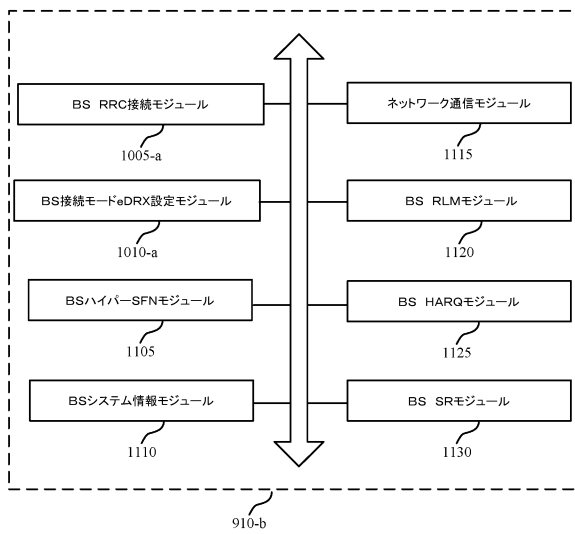 BS RRC接続モジュール
1005-a
ネットワーク通信モジュール
1115
BS接続モードeDRX設定モジュール
1010-a
BS RLMモジュール
1120
BSハイパーSFNモジュール
1105
BS HARQモジュール
1125
BSシステム情報モジュール
1110
BS SRモジュール
1130
910-b